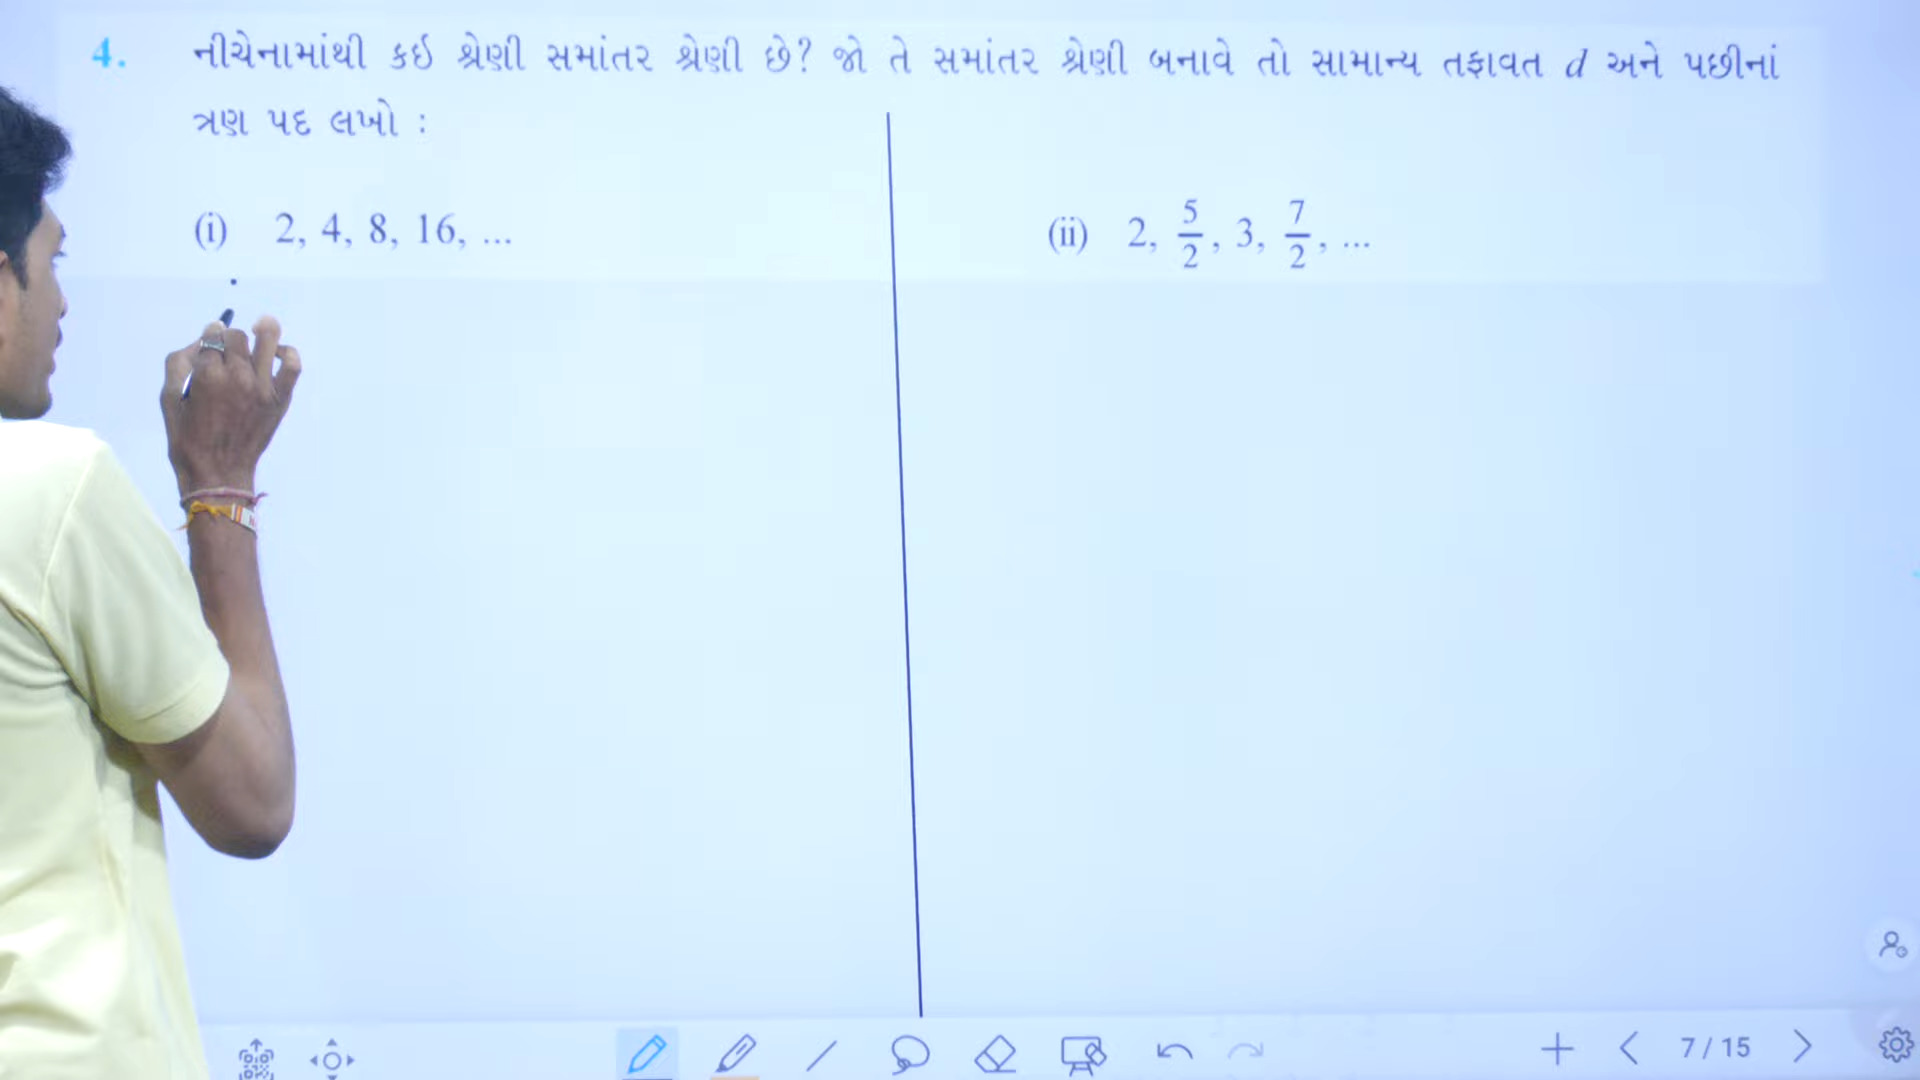 4. નીચેનામાંથી કઇ શ્રેણી સમાંતર શ્રેણી છે? જો તે સમાંતર શ્રેણી બનાવે તો સામાન્ય તફાવત d અને પછીનાં
ત્રણ પદ લખો :
(i) 2, 4, 8, 16, ...
(ii) 2, 5/2, 3, 7/2, ...
7 / 15